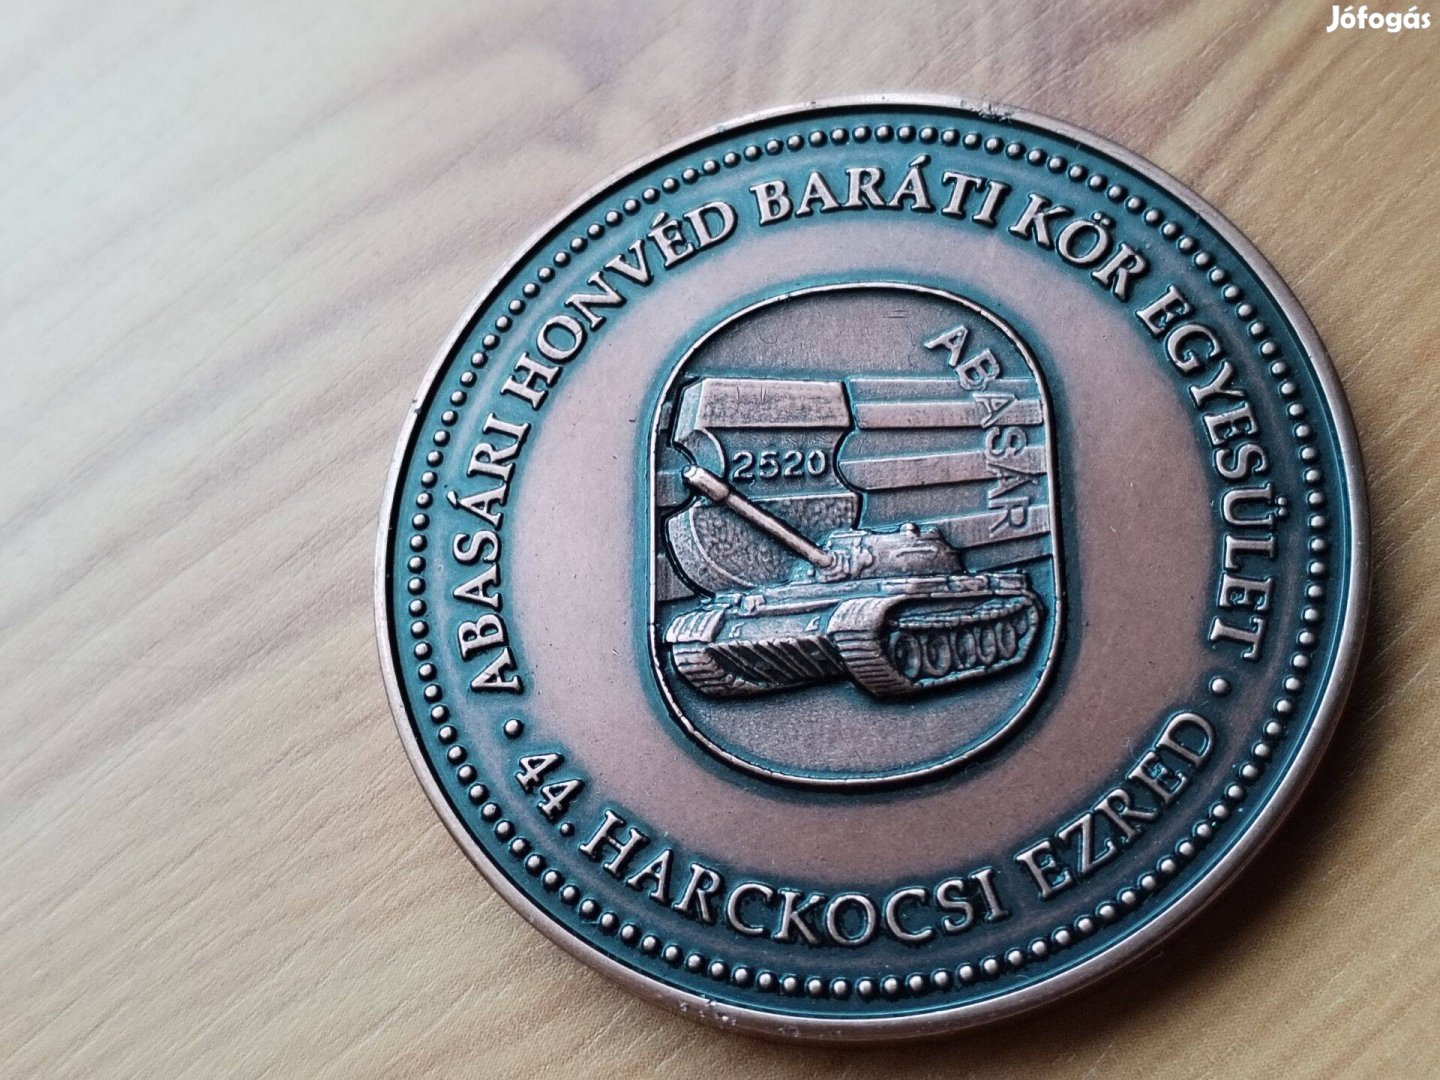 Jófogás
ABASÁRI HONVÉD BARÁTI KÖR EGYESÜLET
ABASÁR
2520
• 44. HARCKOCSI EZRED •